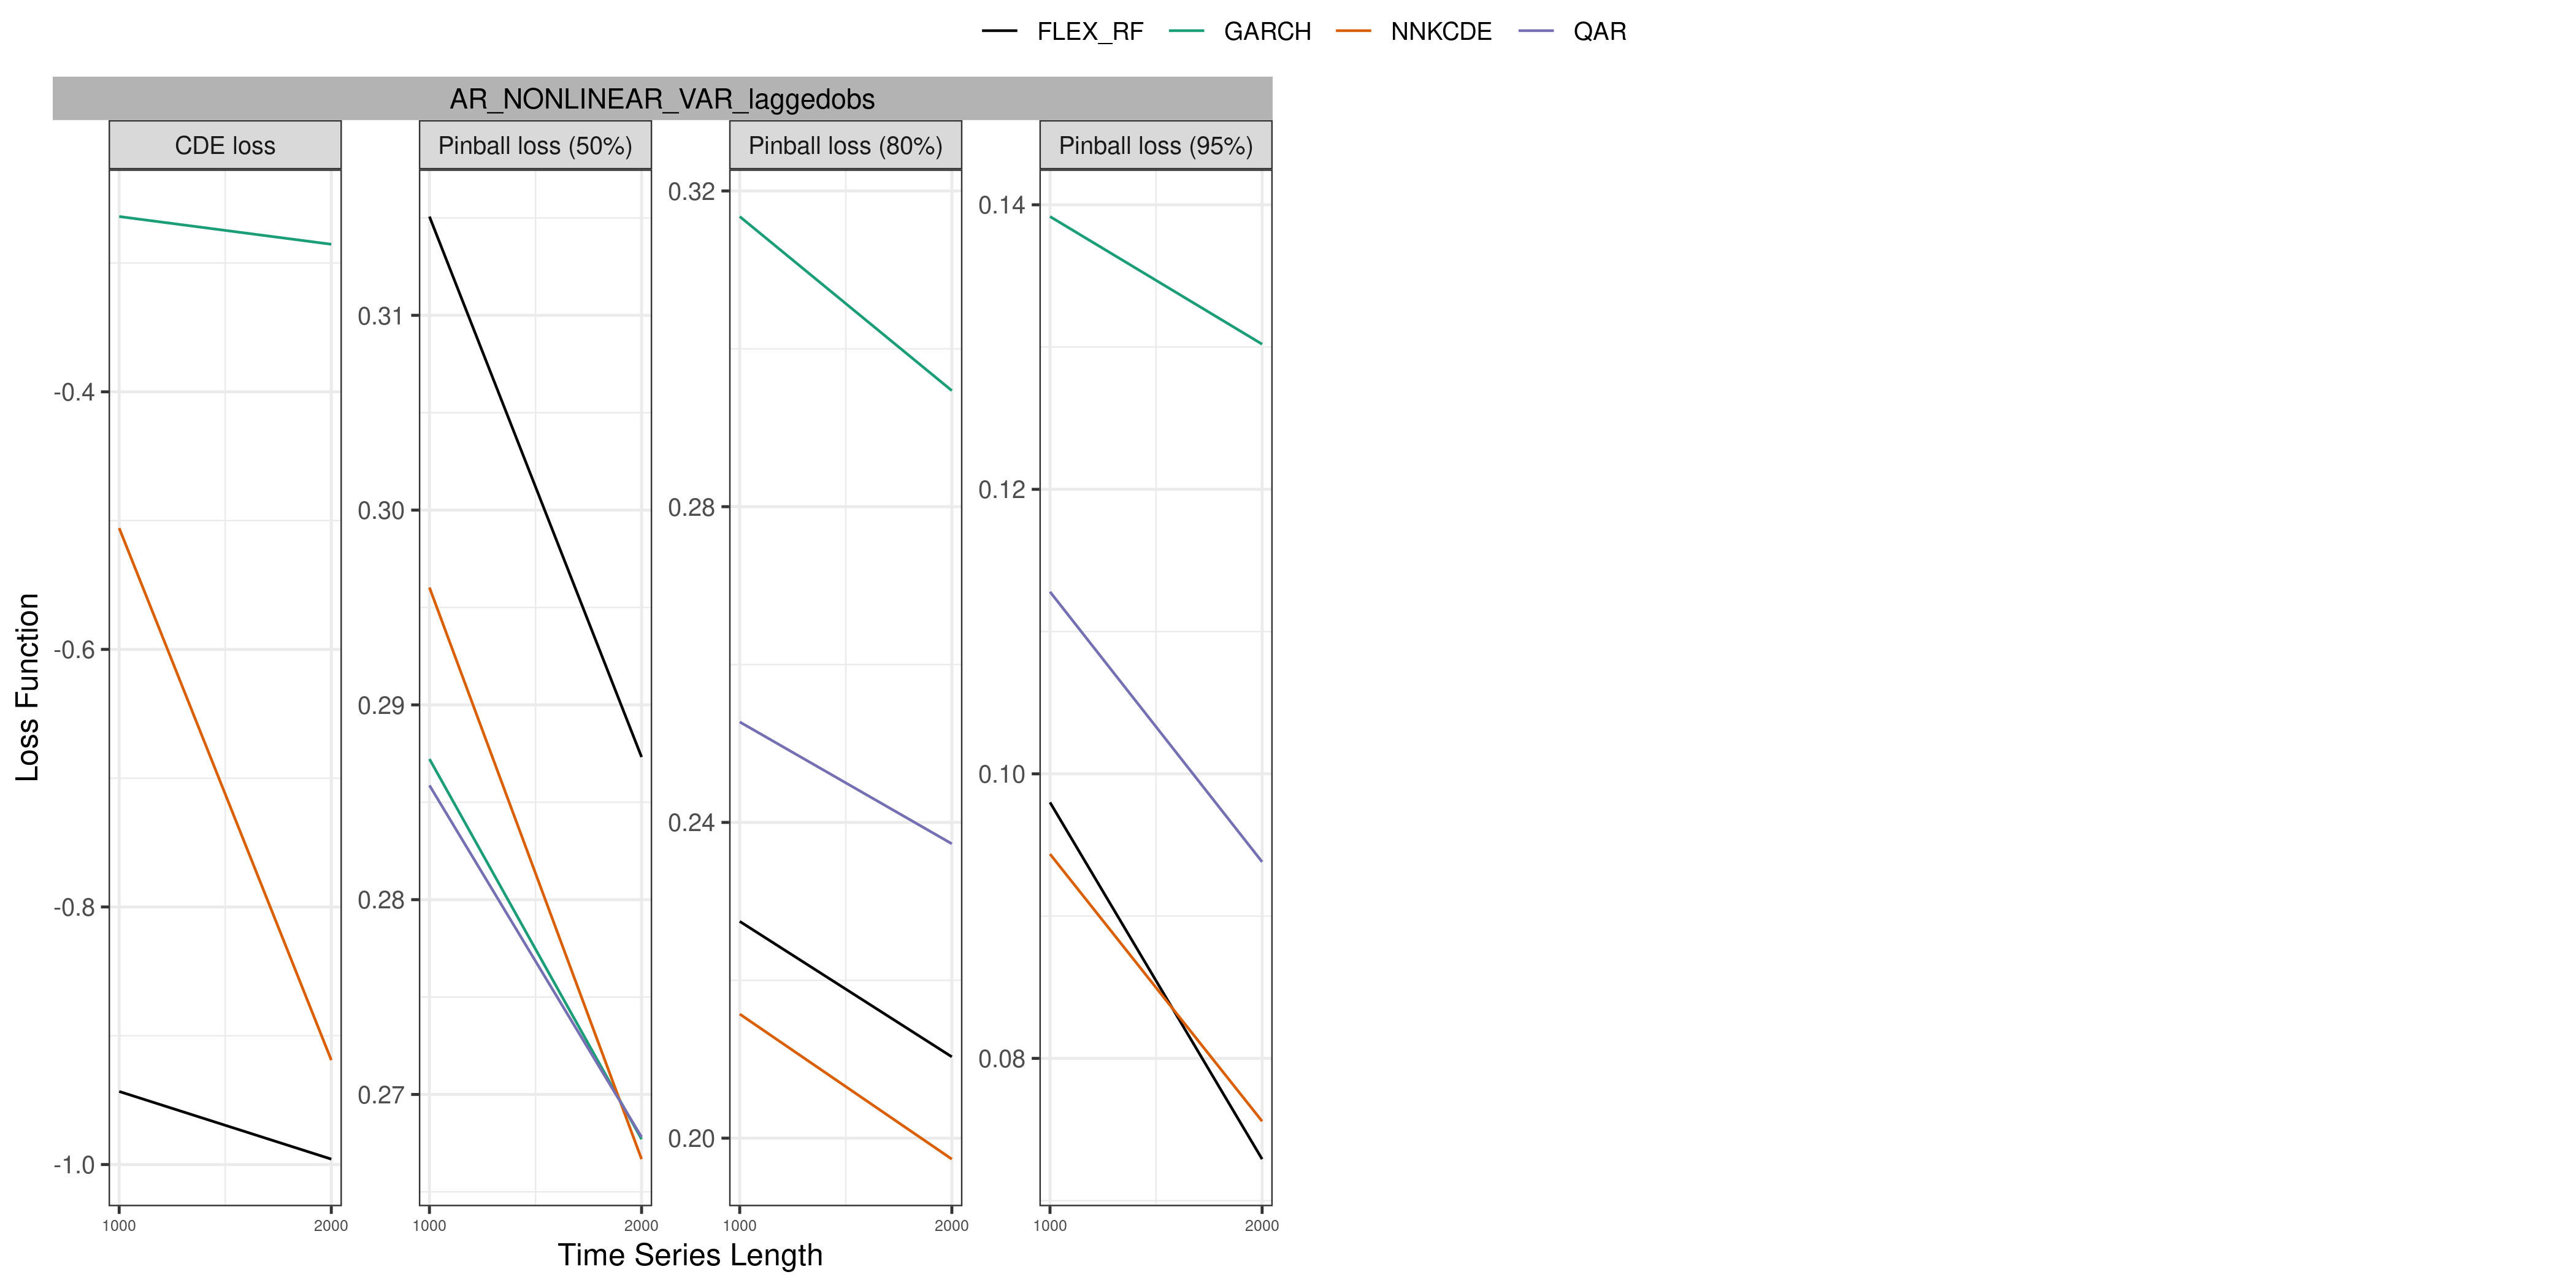 FLEX_RF GARCH NNKCDE QAR
AR_NONLINEAR_VAR_laggedobs
CDE loss Pinball loss (50%) Pinball loss (80%) Pinball loss (95%)
Loss Function
-0.4
-0.6
-0.8
-1.0
0.31
0.30
0.29
0.28
0.27
0.32
0.28
0.24
0.20
0.14
0.12
0.10
0.08
1000 2000 1000 2000 1000 2000 1000 2000
Time Series Length